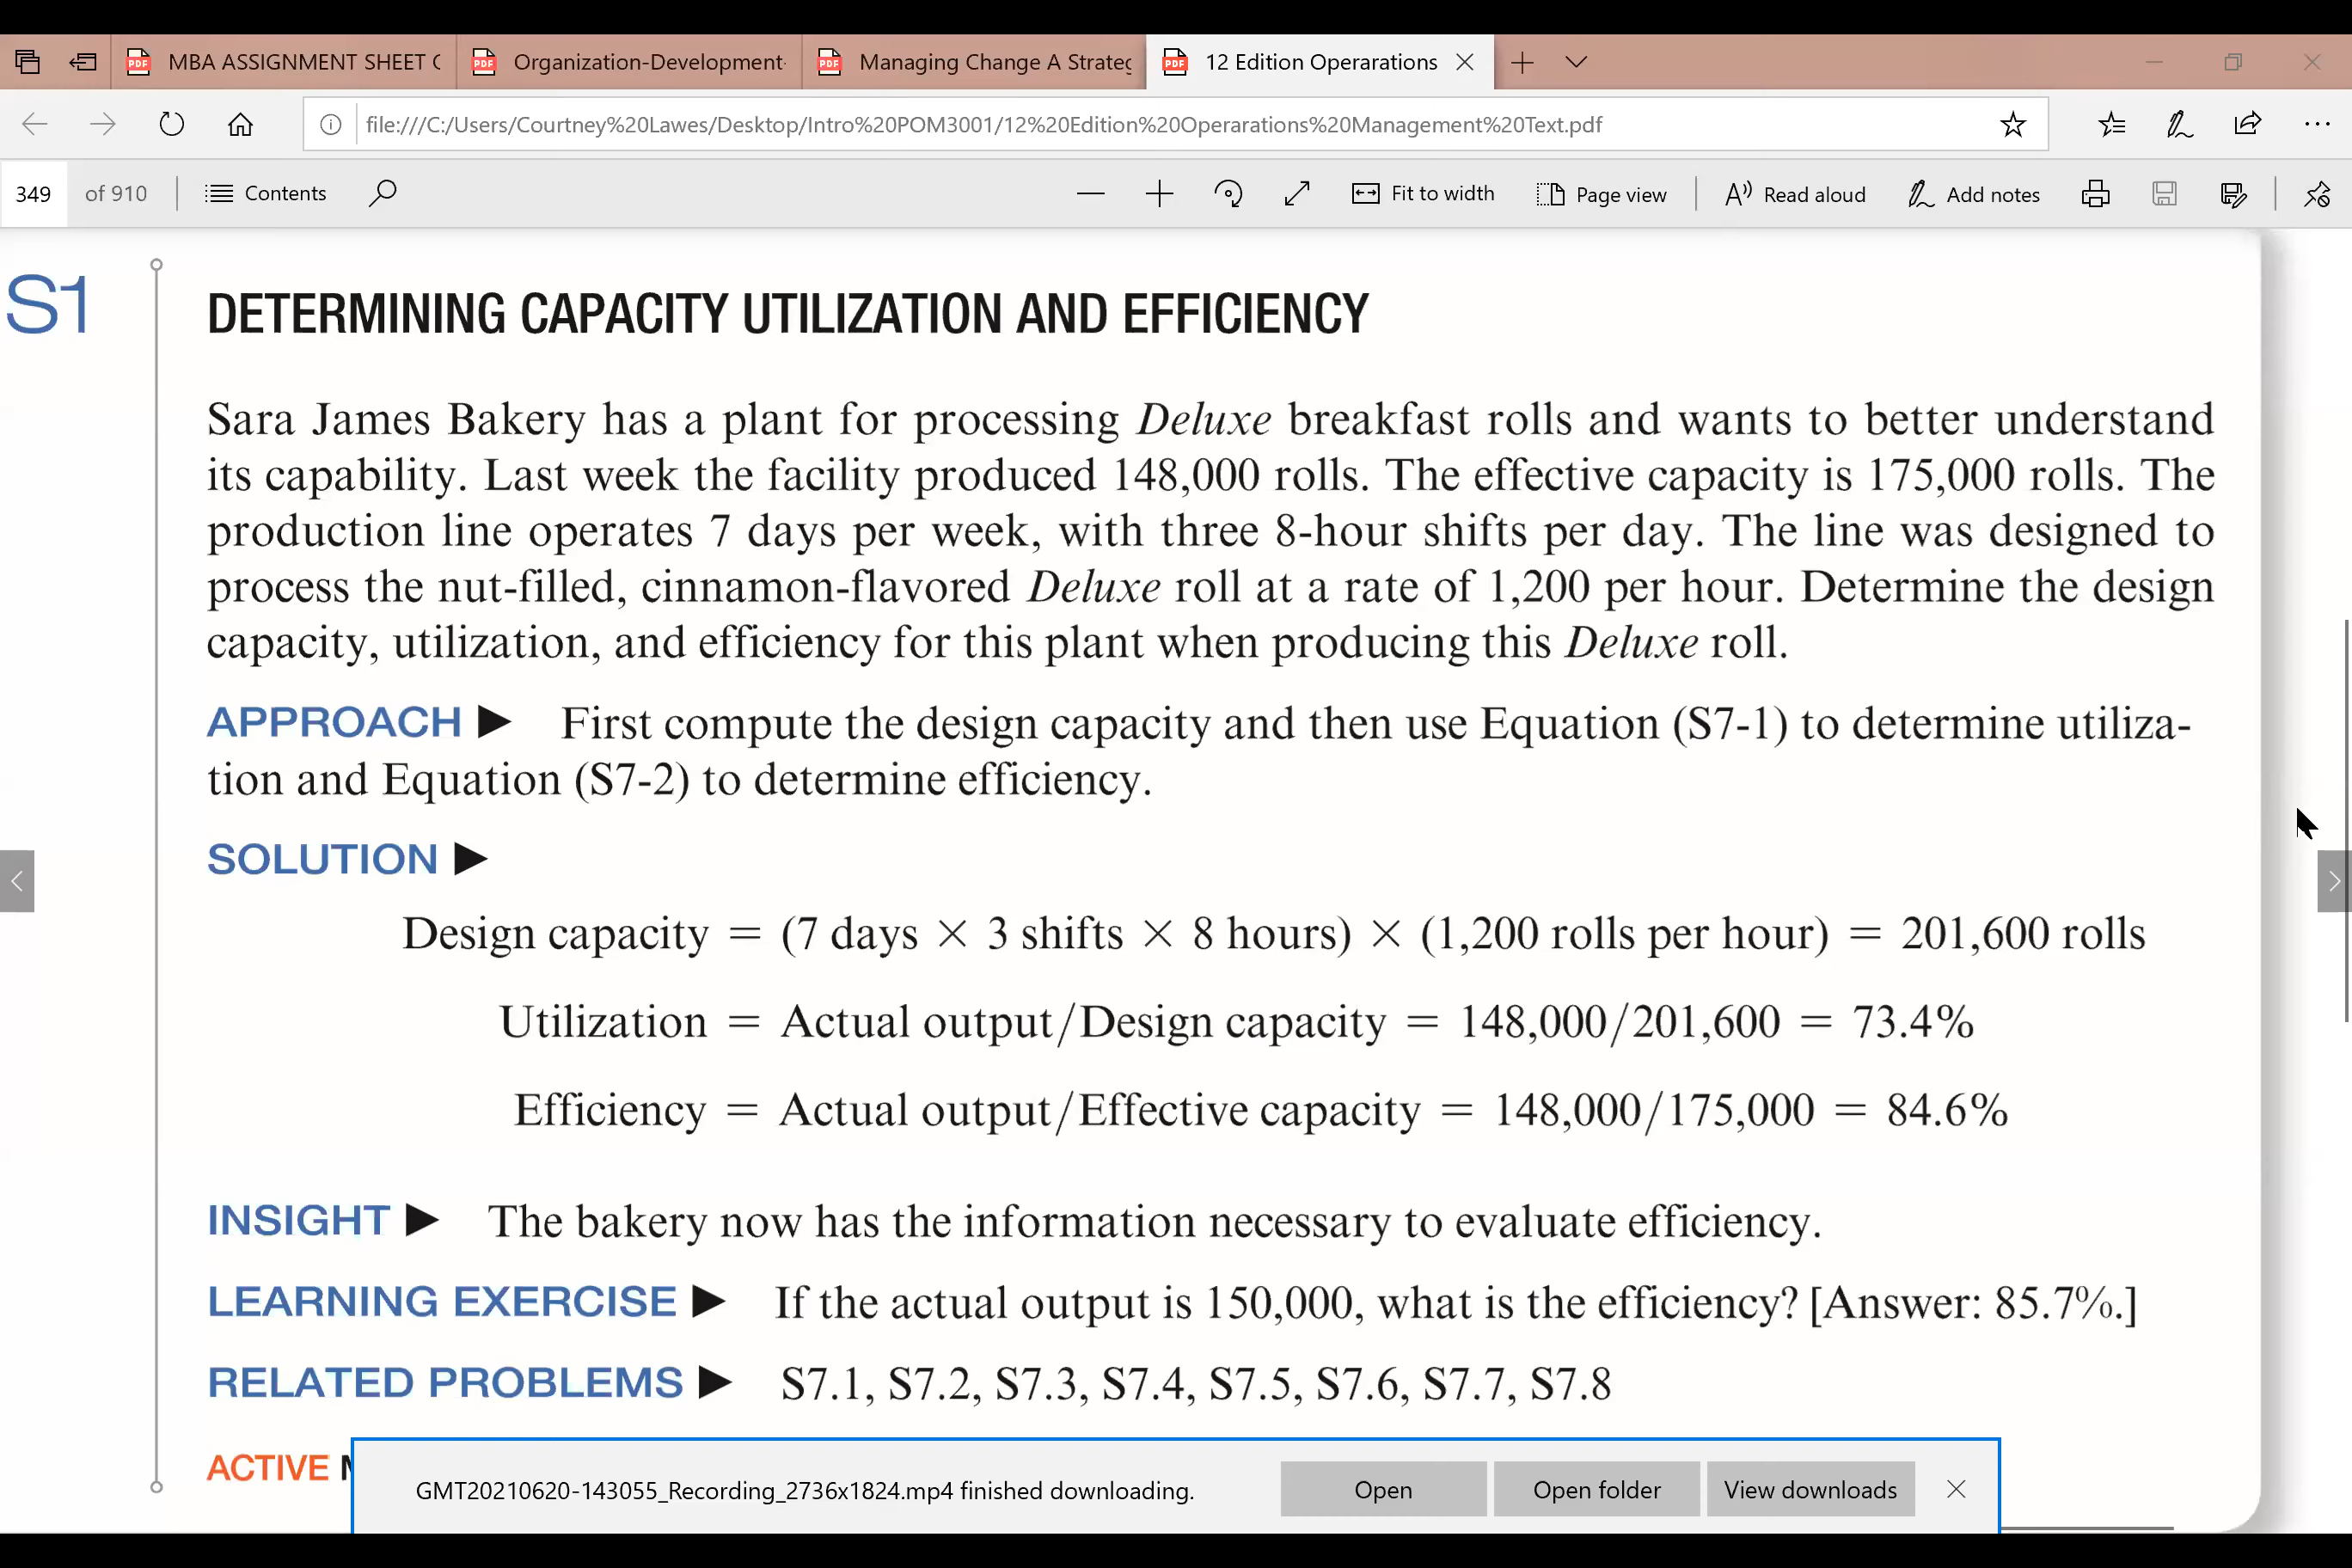 MBA ASSIGNMENT SHEET
Organization-Development-
Managing Change A Strateg
12 Edition Operarations
file:///C:/Users/Courtney%20Lawes/Desktop/Intro%20POM3001/12%20Edition%20Operarations%20Management%20Text.pdf
349 of 910 Contents Fit to width Page view Read aloud Add notes
S1
DETERMINING CAPACITY UTILIZATION AND EFFICIENCY
Sara James Bakery has a plant for processing Deluxe breakfast rolls and wants to better understand
its capability. Last week the facility produced 148,000 rolls. The effective capacity is 175,000 rolls. The
production line operates 7 days per week, with three 8-hour shifts per day. The line was designed to
process the nut-filled, cinnamon-flavored Deluxe roll at a rate of 1,200 per hour. Determine the design
capacity, utilization, and efficiency for this plant when producing this Deluxe roll.
APPROACH ▶ First compute the design capacity and then use Equation (S7-1) to determine utiliza-
tion and Equation (S7-2) to determine efficiency.
SOLUTION ▶
Design capacity = (7 days × 3 shifts × 8 hours) × (1,200 rolls per hour) = 201,600 rolls
Utilization = Actual output/Design capacity = 148,000/201,600 = 73.4%
Efficiency = Actual output/Effective capacity = 148,000/175,000 = 84.6%
INSIGHT ▶ The bakery now has the information necessary to evaluate efficiency.
LEARNING EXERCISE ▶ If the actual output is 150,000, what is the efficiency? [Answer: 85.7%.]
RELATED PROBLEMS ▶ S7.1, S7.2, S7.3, S7.4, S7.5, S7.6, S7.7, S7.8
ACTIVE
GMT20210620-143055_Recording_2736x1824.mp4 finished downloading. Open Open folder View downloads